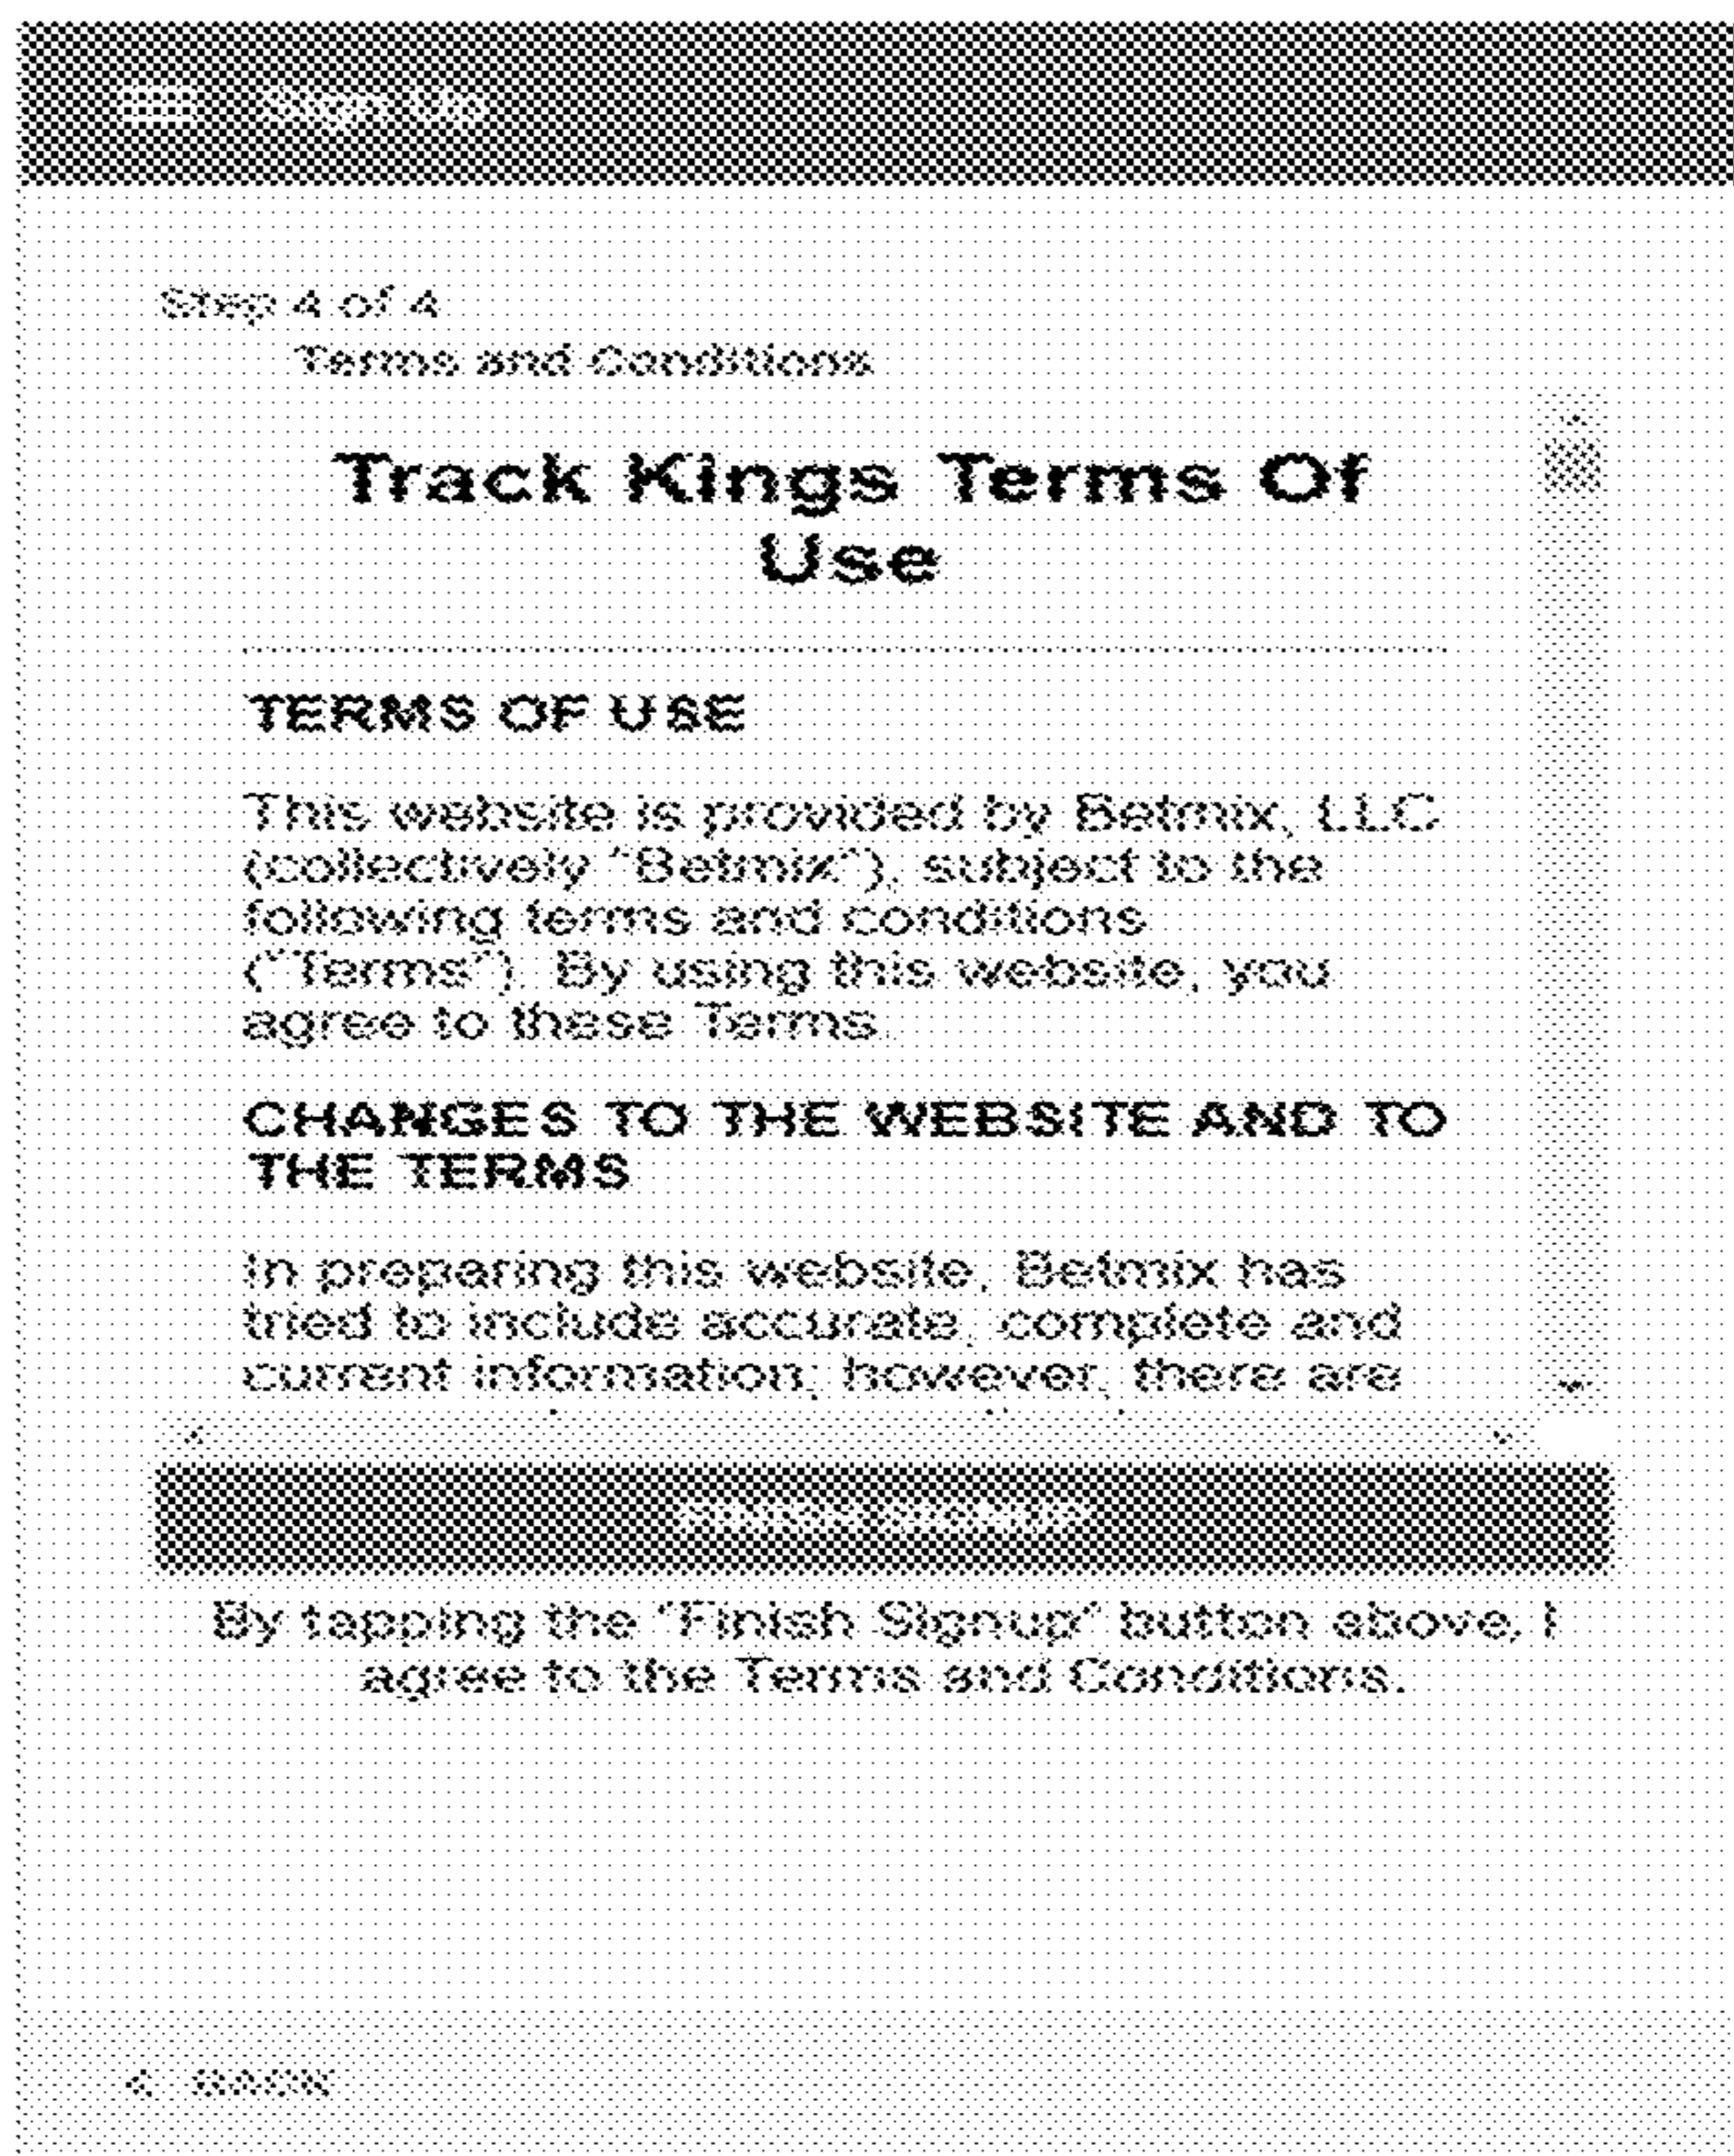 Sign Up
Step 4 of 4
Terms and Conditions
Track Kings Terms Of
Use
TERMS OF USE
This website is provided by Betmix, LLC
(collectively "Betmix"), subject to the
following terms and conditions
("Terms"). By using this website, you
agree to these Terms.
CHANGES TO THE WEBSITE AND TO
THE TERMS
In preparing this website, Betmix has
tried to include accurate, complete and
current information; however, there are
FINISH SIGNUP
By tapping the "Finish Signup" button above, I
agree to the Terms and Conditions.
BACK